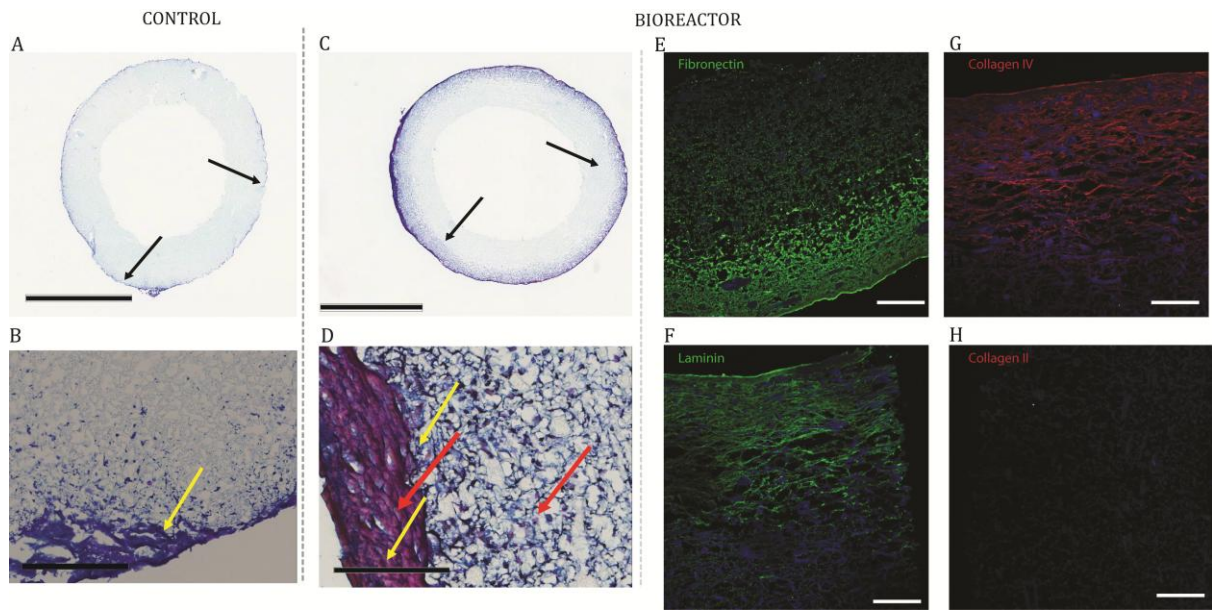 CONTROL
BIOREACTOR
A
C
E
G
Fibronectin
Collagen IV
B
D
F
H
Laminin
Collagen II